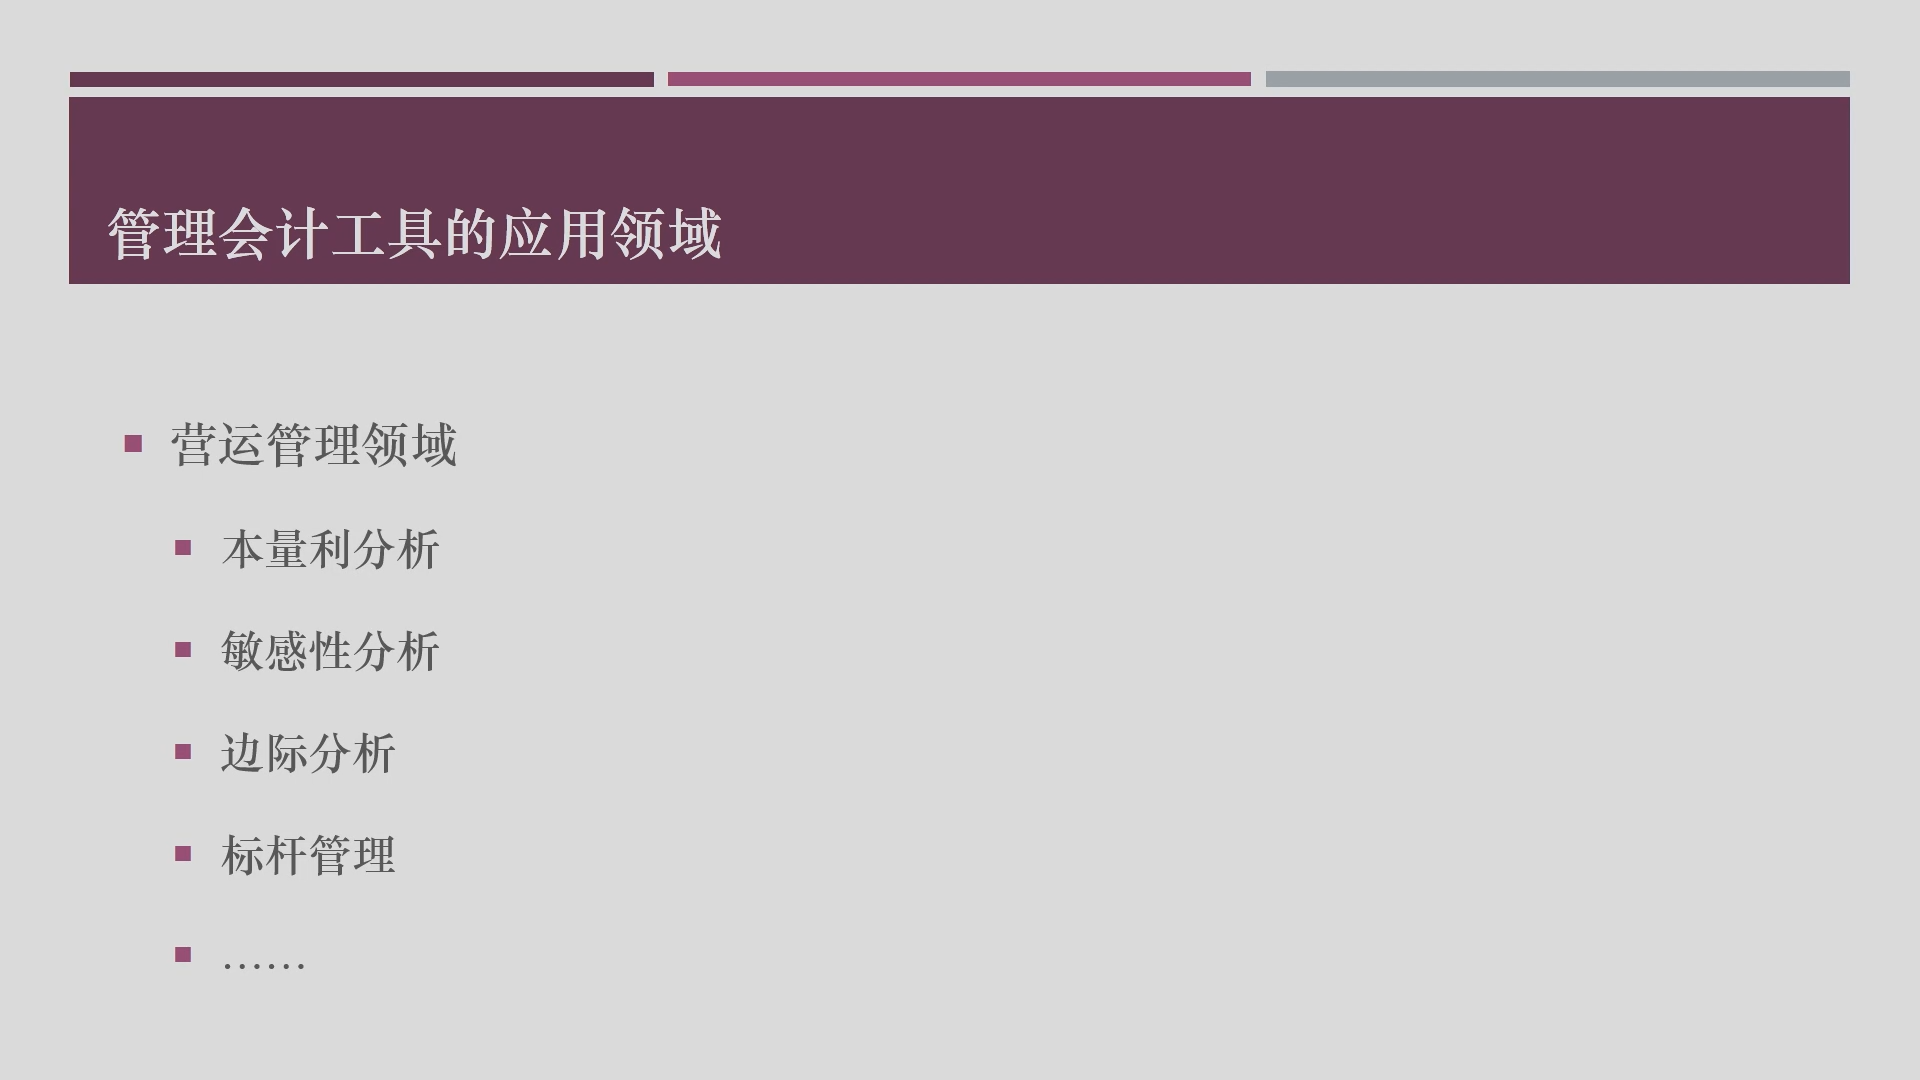 管理会计工具的应用领域
营运管理领域
本量利分析
敏感性分析
边际分析
标杆管理
……